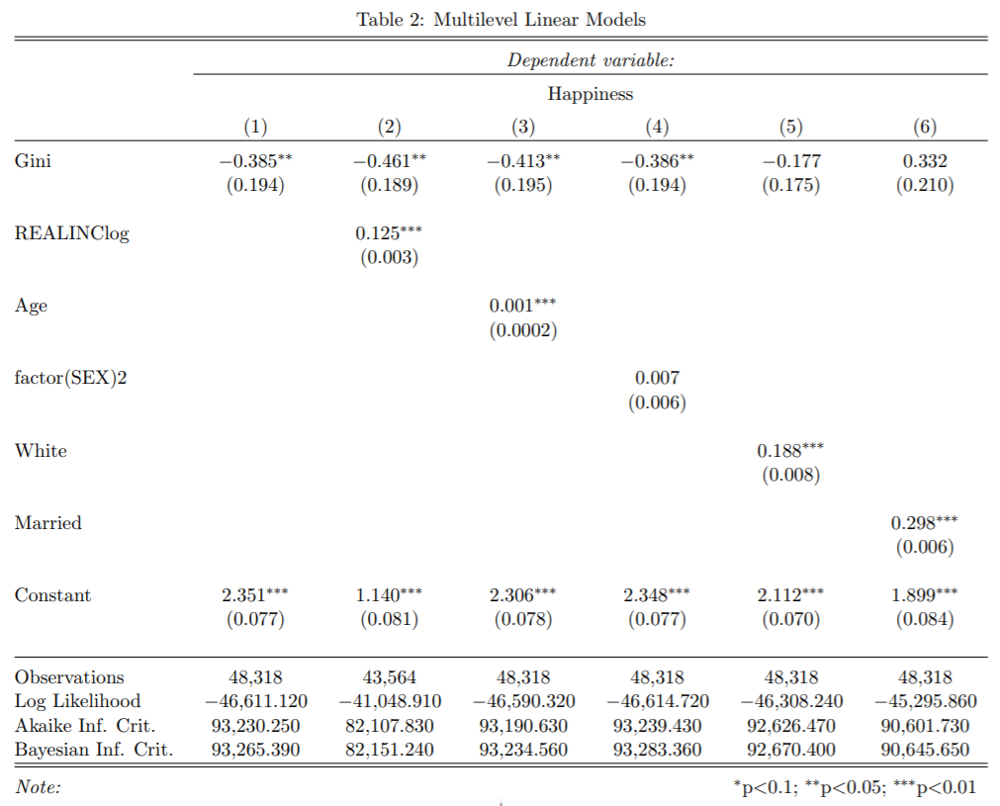 Table 2: Multilevel Linear Models
Dependent variable:
Happiness
(1) (2) (3) (4) (5) (6)
Gini −0.385** −0.461** −0.413** −0.386** −0.177 0.332
(0.194) (0.189) (0.195) (0.194) (0.175) (0.210)
REALINClog 0.125***
(0.003)
Age 0.001***
(0.0002)
factor(SEX)2 0.007
(0.006)
White 0.188***
(0.008)
Married 0.298***
(0.006)
Constant 2.351*** 1.140*** 2.306*** 2.348*** 2.112*** 1.899***
(0.077) (0.081) (0.078) (0.077) (0.070) (0.084)
Observations 48,318 43,564 48,318 48,318 48,318 48,318
Log Likelihood −46,611.120 −41,048.910 −46,590.320 −46,614.720 −46,308.240 −45,295.860
Akaike Inf. Crit. 93,230.250 82,107.830 93,190.630 93,239.430 92,626.470 90,601.730
Bayesian Inf. Crit. 93,265.390 82,151.240 93,234.560 93,283.360 92,670.400 90,645.650
Note: *p<0.1; **p<0.05; ***p<0.01